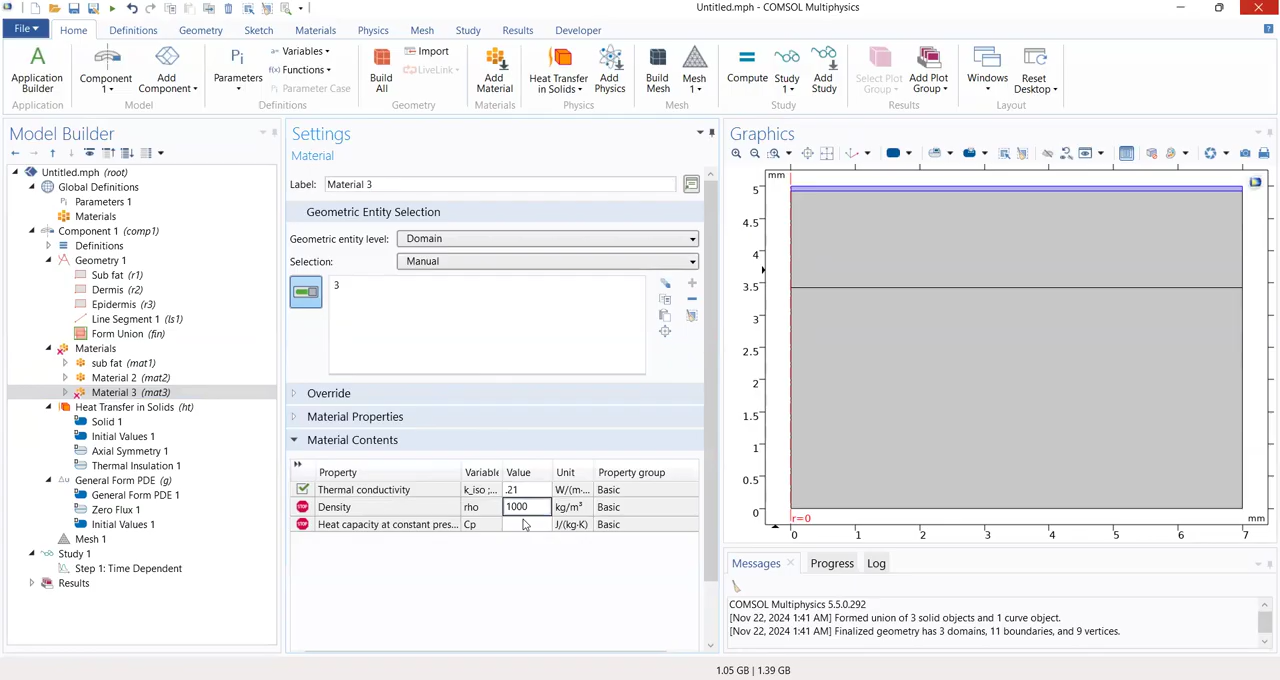 Untitled.mph - COMSOL Multiphysics
File
Home
Definitions
Geometry
Sketch
Materials
Physics
Mesh
Study
Results
Developer
Application Builder
Component 1
Add Component
Parameters
a= Variables
f(x) Functions
Pi Parameter Case
Build All
Import
LiveLink
Add Material
Heat Transfer in Solids
Add Physics
Build Mesh
Mesh 1
Compute
Study 1
Add Study
Select Plot Group
Add Plot Group
Windows
Reset Desktop
Application
Model
Definitions
Geometry
Materials
Physics
Mesh
Study
Results
Layout
Model Builder
Untitled.mph (root)
Global Definitions
Parameters 1
Materials
Component 1 (comp1)
Definitions
Geometry 1
Sub fat (r1)
Dermis (r2)
Epidermis (r3)
Line Segment 1 (ls1)
Form Union (fin)
Materials
sub fat (mat1)
Material 2 (mat2)
Material 3 (mat3)
Heat Transfer in Solids (ht)
Solid 1
Initial Values 1
Axial Symmetry 1
Thermal Insulation 1
General Form PDE (g)
General Form PDE 1
Zero Flux 1
Initial Values 1
Mesh 1
Study 1
Step 1: Time Dependent
Results
Settings
Material
Label: Material 3
Geometric Entity Selection
Geometric entity level: Domain
Selection: Manual
3
Override
Material Properties
Material Contents
Property Variable Value Unit Property group
Thermal conductivity k_iso ;... .21 W/(m-... Basic
Density rho 1000 kg/m³ Basic
Heat capacity at constant pres... Cp J/(kg·K) Basic
Graphics
mm
5
4.5
4
3.5
3
2.5
2
1.5
1
0.5
0
r=0
mm
0 1 2 3 4 5 6 7
Messages
Progress
Log
COMSOL Multiphysics 5.5.0.292
[Nov 22, 2024 1:41 AM] Formed union of 3 solid objects and 1 curve object.
[Nov 22, 2024 1:41 AM] Finalized geometry has 3 domains, 11 boundaries, and 9 vertices.
1.05 GB | 1.39 GB